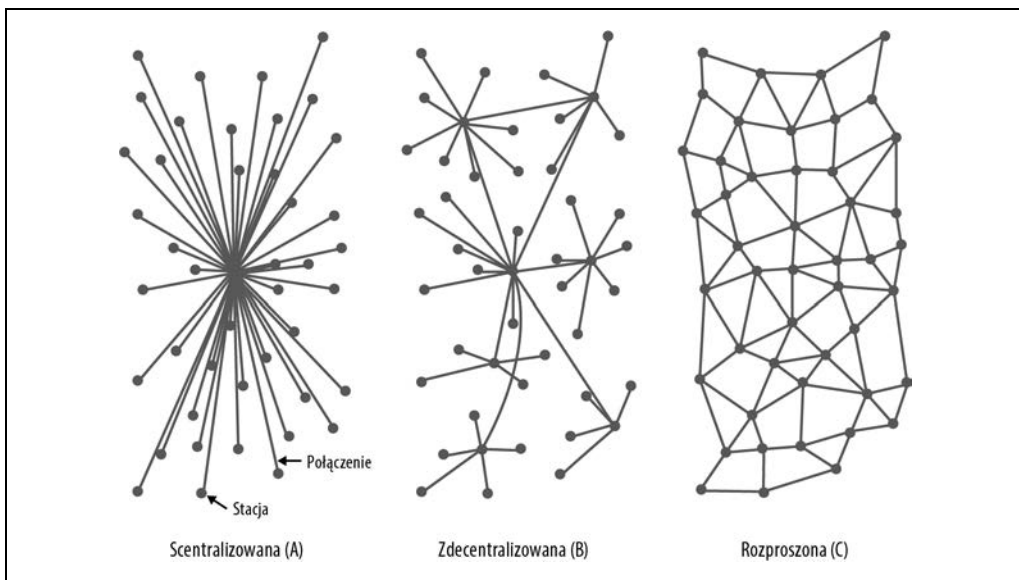 Połączenie
Stacja
Scentralizowana (A)
Zdecentralizowana (B)
Rozproszona (C)